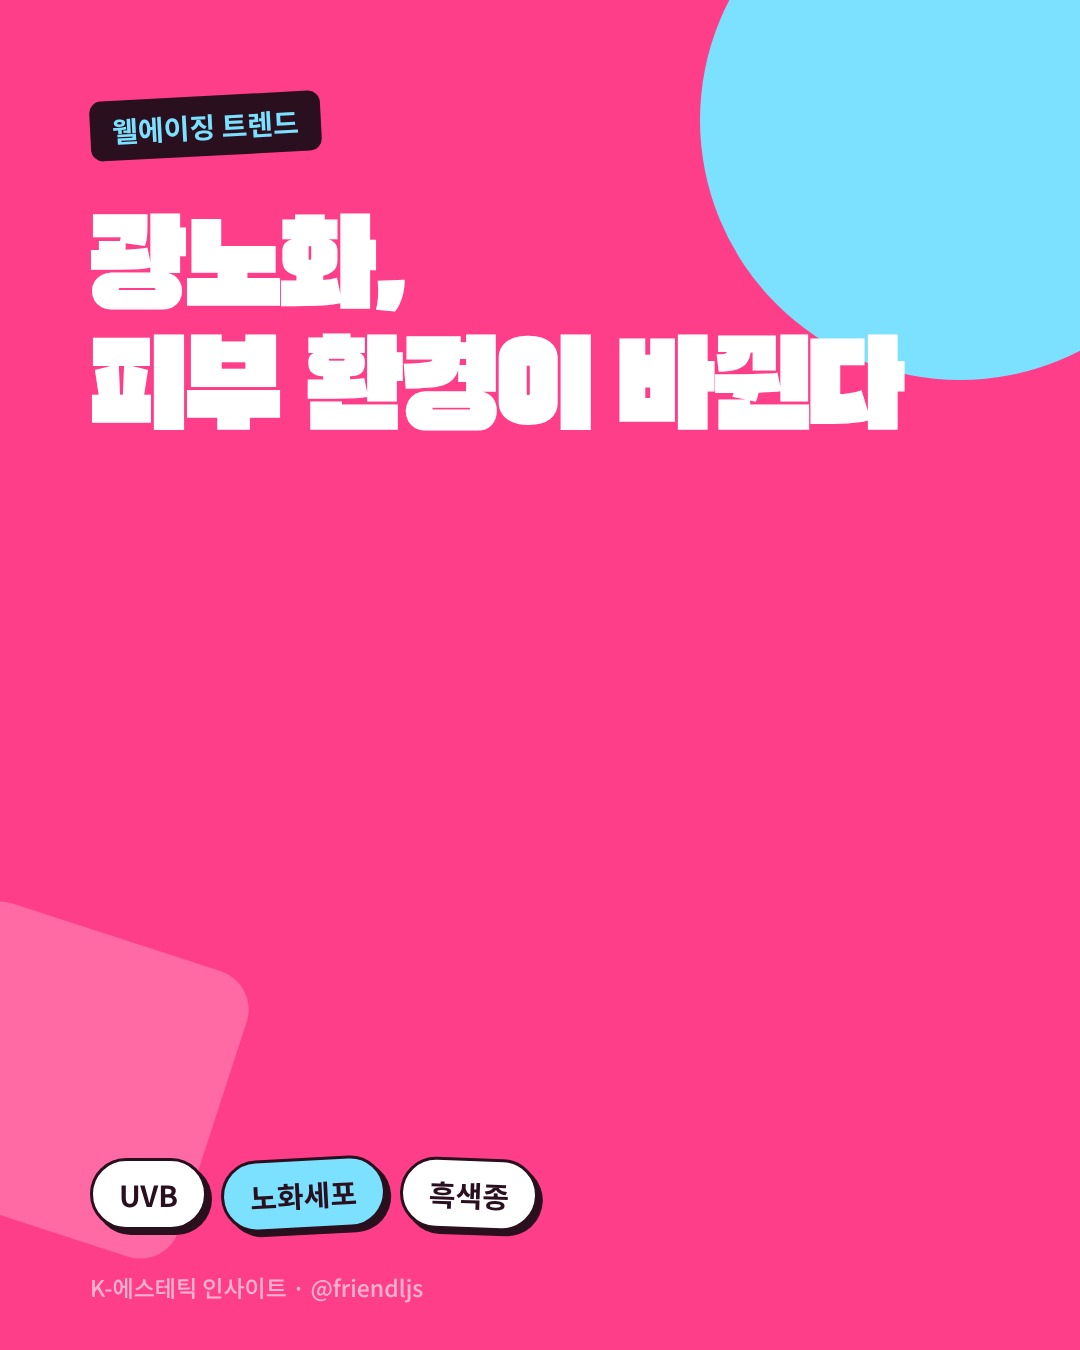 웰에이징 트렌드
광노화,
피부 환경이 바뀐다
UVB
노화세포
흑색종
K-에스테틱 인사이트 · @friendljs